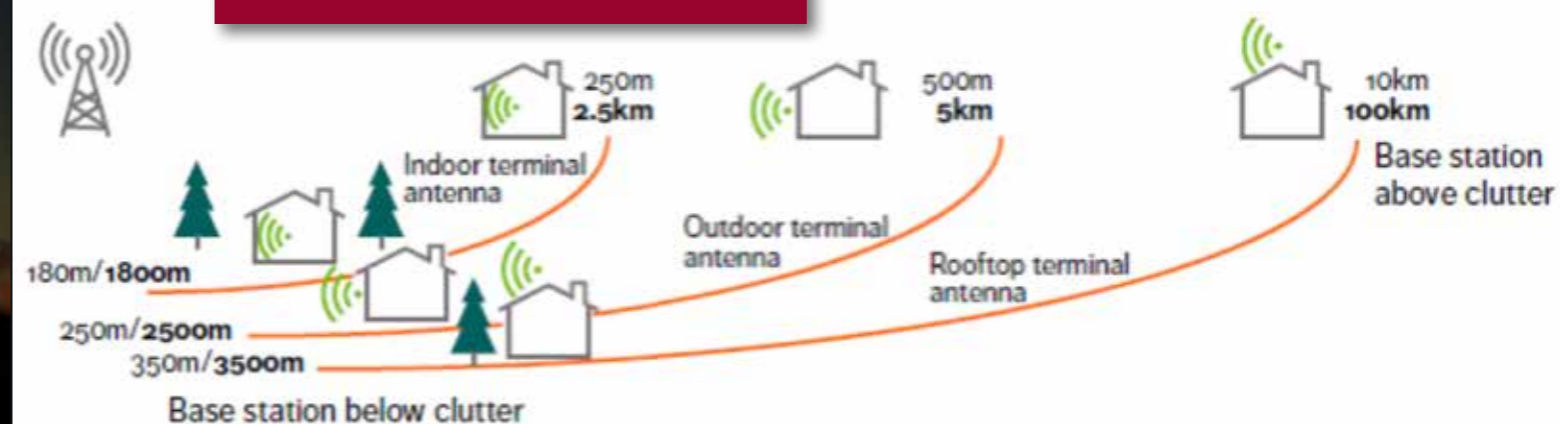 250m
2.5km
500m
5km
10km
100km
Base station
above clutter
Indoor terminal
antenna
Outdoor terminal
antenna
Rooftop terminal
antenna
180m/1800m
250m/2500m
350m/3500m
Base station below clutter